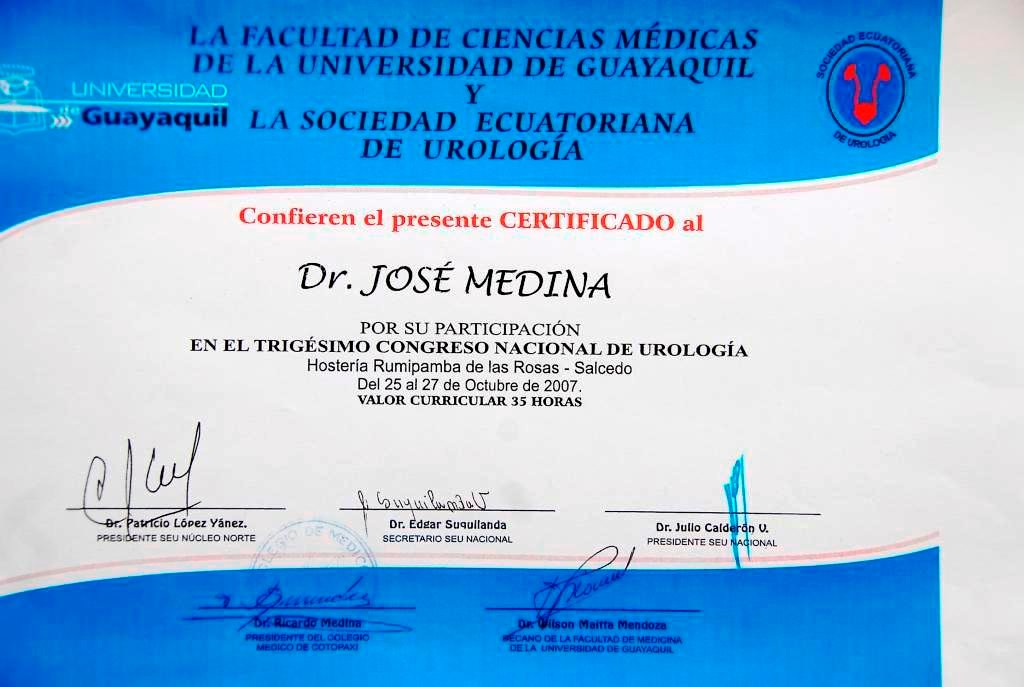 LA FACULTAD DE CIENCIAS MÉDICAS
DE LA UNIVERSIDAD DE GUAYAQUIL
Y
LA SOCIEDAD ECUATORIANA
DE UROLOGÍA
UNIVERSIDAD
de Guayaquil
SOCIEDAD ECUATORIANA
DE UROLOGIA
Confieren el presente CERTIFICADO al
Dr. JOSÉ MEDINA
POR SU PARTICIPACIÓN
EN EL TRIGÉSIMO CONGRESO NACIONAL DE UROLOGÍA
Hostería Rumipamba de las Rosas - Salcedo
Del 25 al 27 de Octubre de 2007.
VALOR CURRICULAR 35 HORAS
Dr. Patricio López Yánez.
PRESIDENTE SEU NÚCLEO NORTE
Dr. Edgar Suquilanda
SECRETARIO SEU NACIONAL
Dr. Julio Calderón V.
PRESIDENTE SEU NACIONAL
COLEGIO DE MEDIC
Dr. Ricardo Medina
PRESIDENTE DEL COLEGIO
MEDICO DE COTOPAXI
Dr. Wilson Maitta Mendoza
DECANO DE LA FACULTAD DE MEDICINA
DE LA UNIVERSIDAD DE GUAYAQUIL